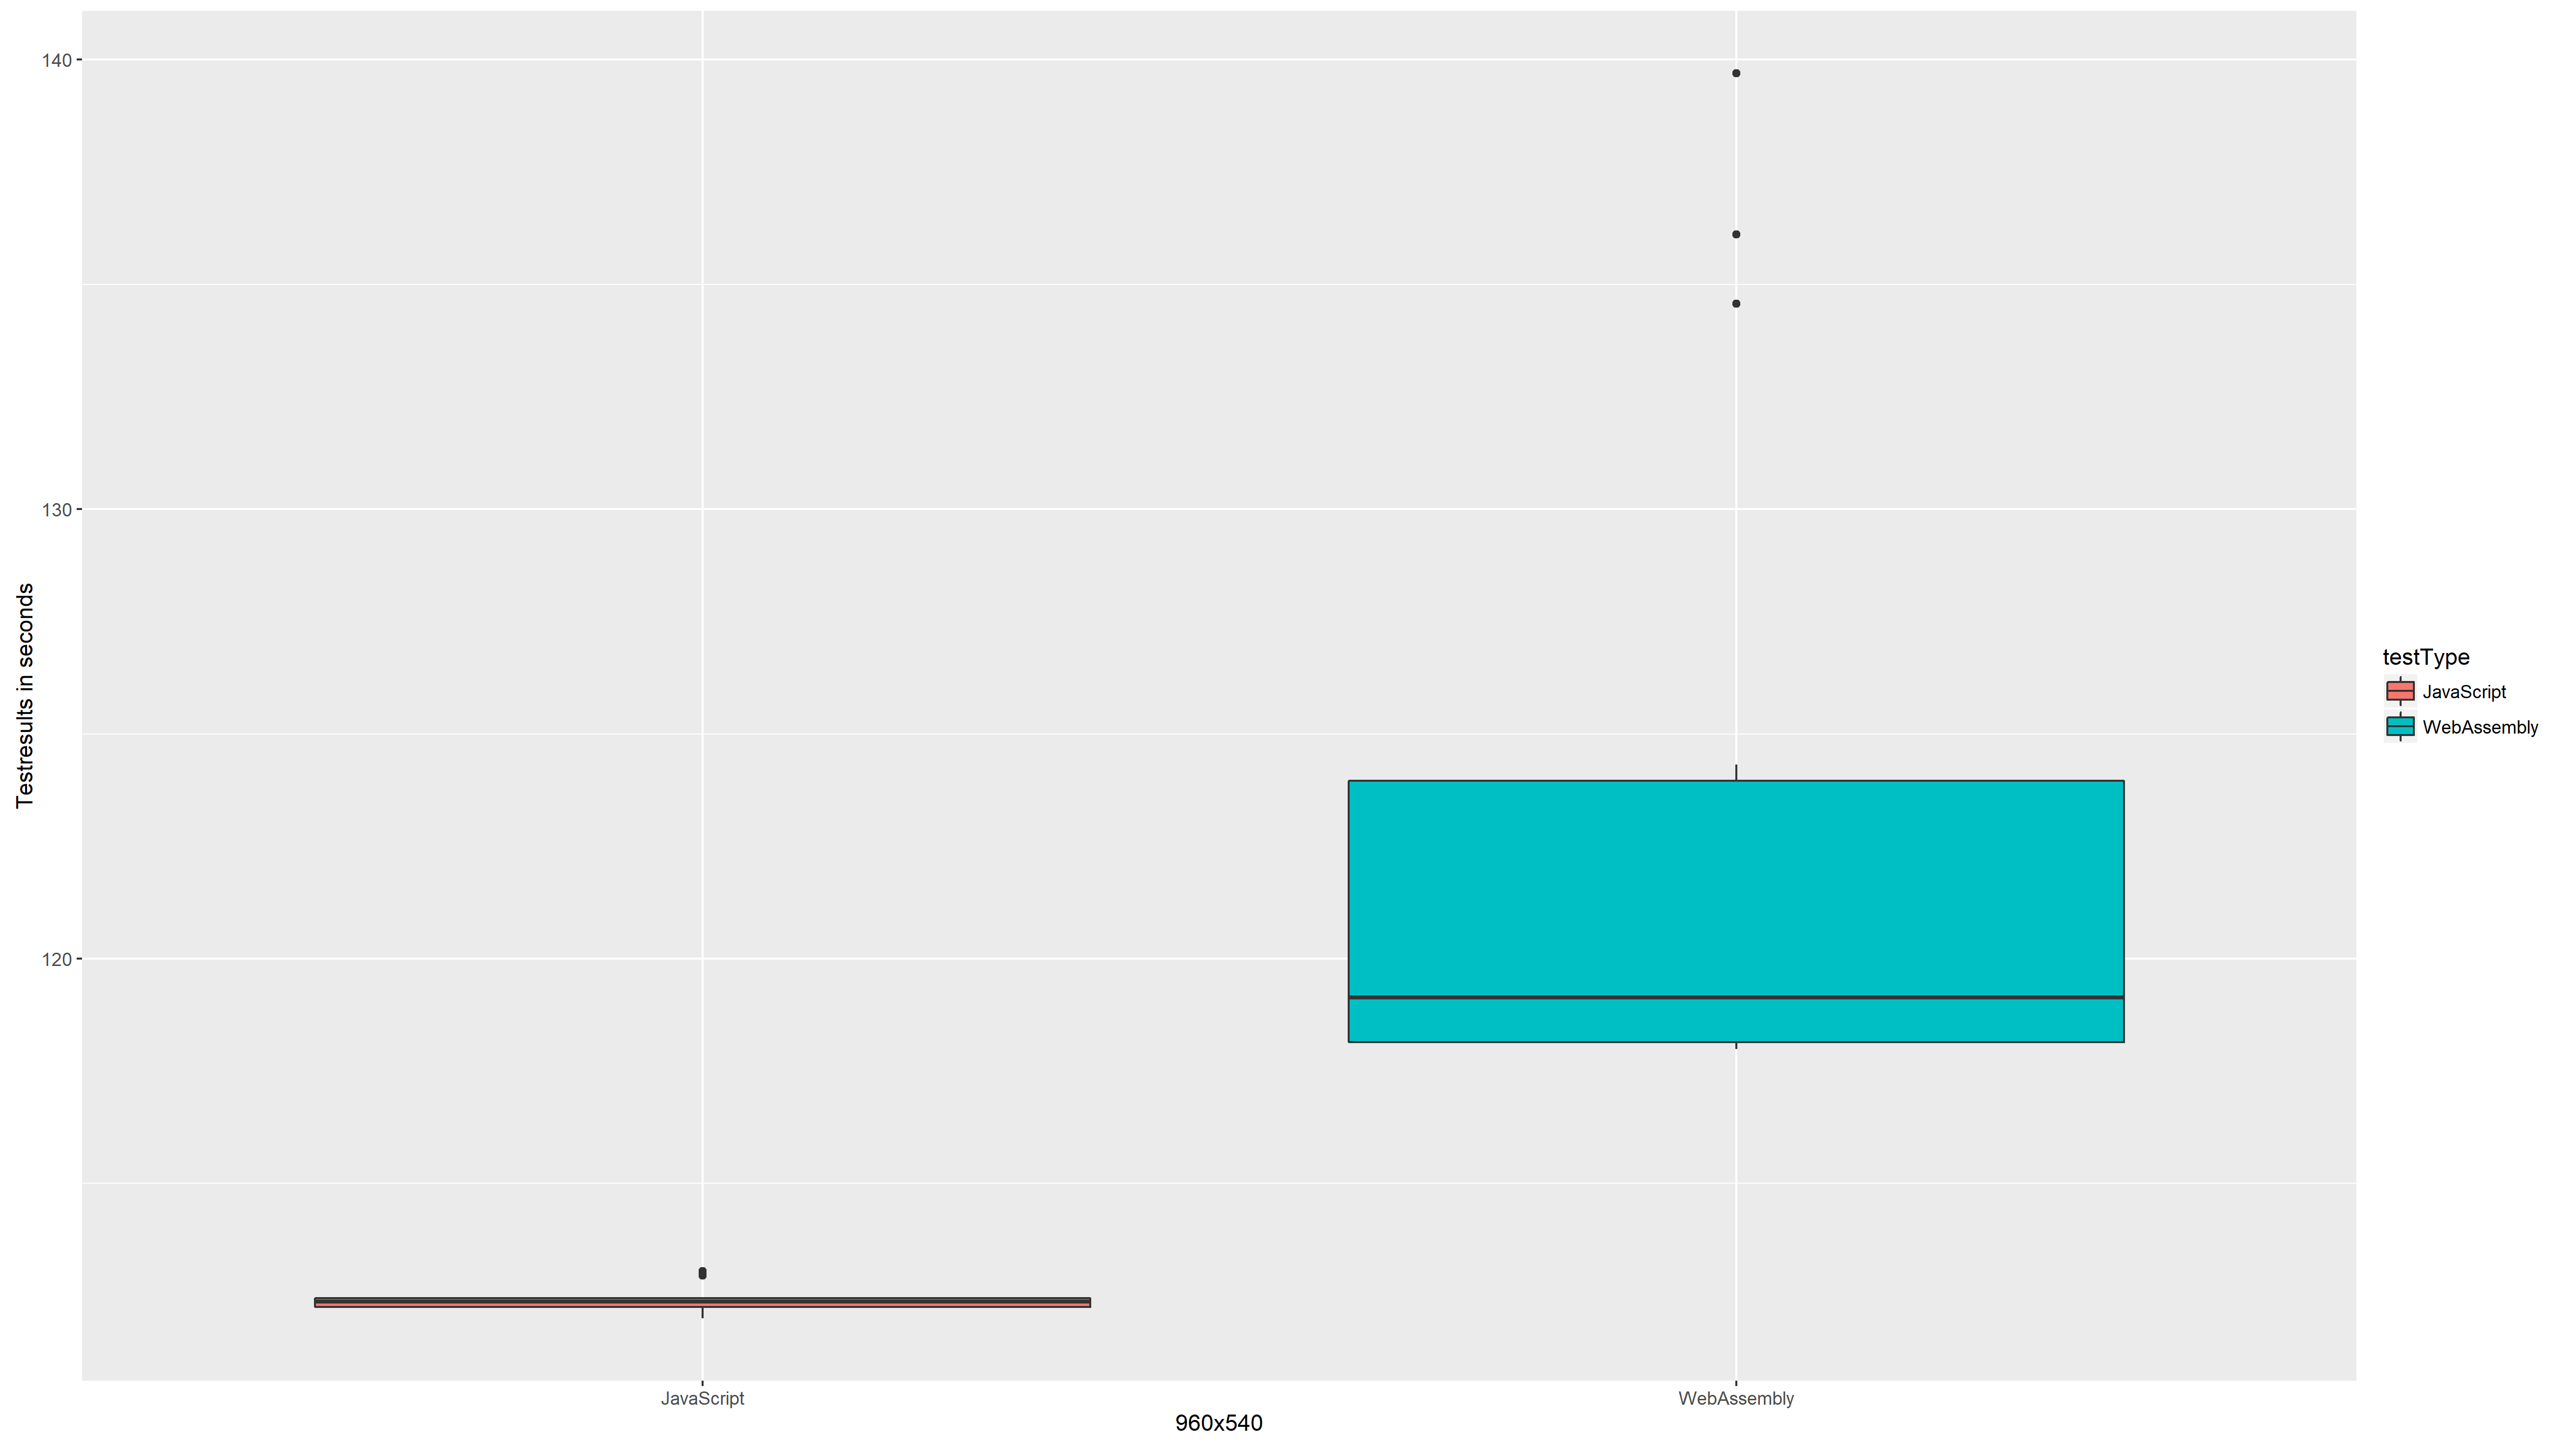 140
130
120
Testresults in seconds
JavaScript
WebAssembly
960x540
testType
JavaScript
WebAssembly